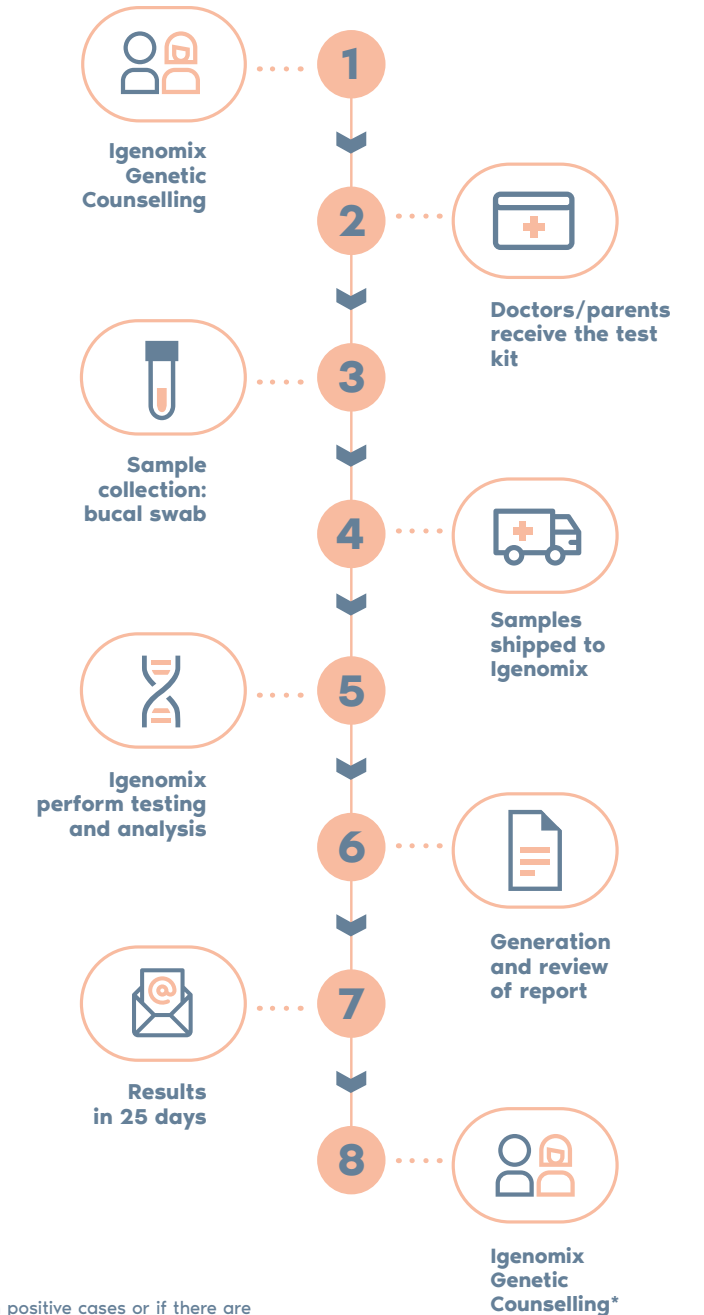 1
Igenomix
Genetic
Counselling
2
Doctors/parents
receive the test
kit
3
Sample
collection:
bucal swab
4
Samples
shipped to
Igenomix
5
Igenomix
perform testing
and analysis
6
Generation
and review
of report
7
@
Results
in 25 days
8
Igenomix
Genetic
Counselling*
positive cases or if there are